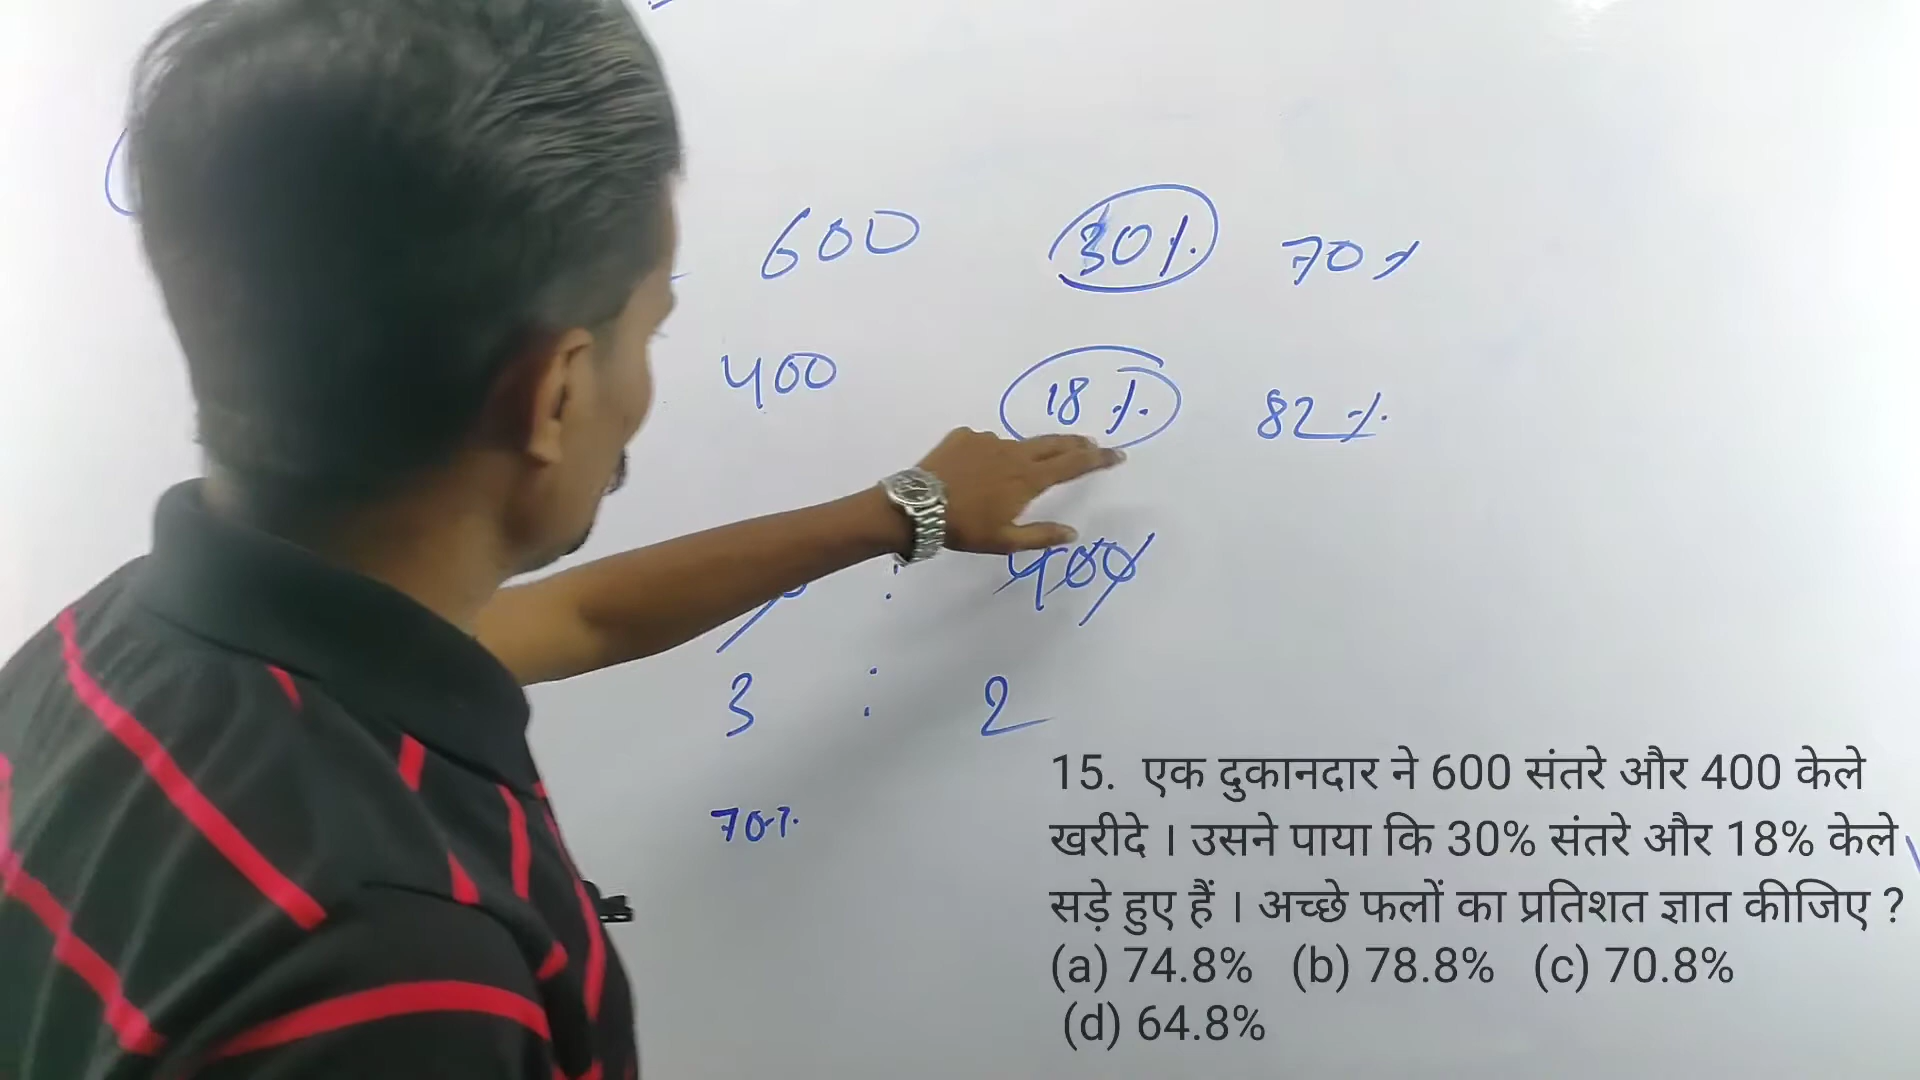 600 30% 70%
400 18% 82%
: 400
3 : 2
70%
15. एक दुकानदार ने 600 संतरे और 400 केले
खरीदे । उसने पाया कि 30% संतरे और 18% केले
सड़े हुए हैं । अच्छे फलों का प्रतिशत ज्ञात कीजिए ?
(a) 74.8% (b) 78.8% (c) 70.8%
(d) 64.8%